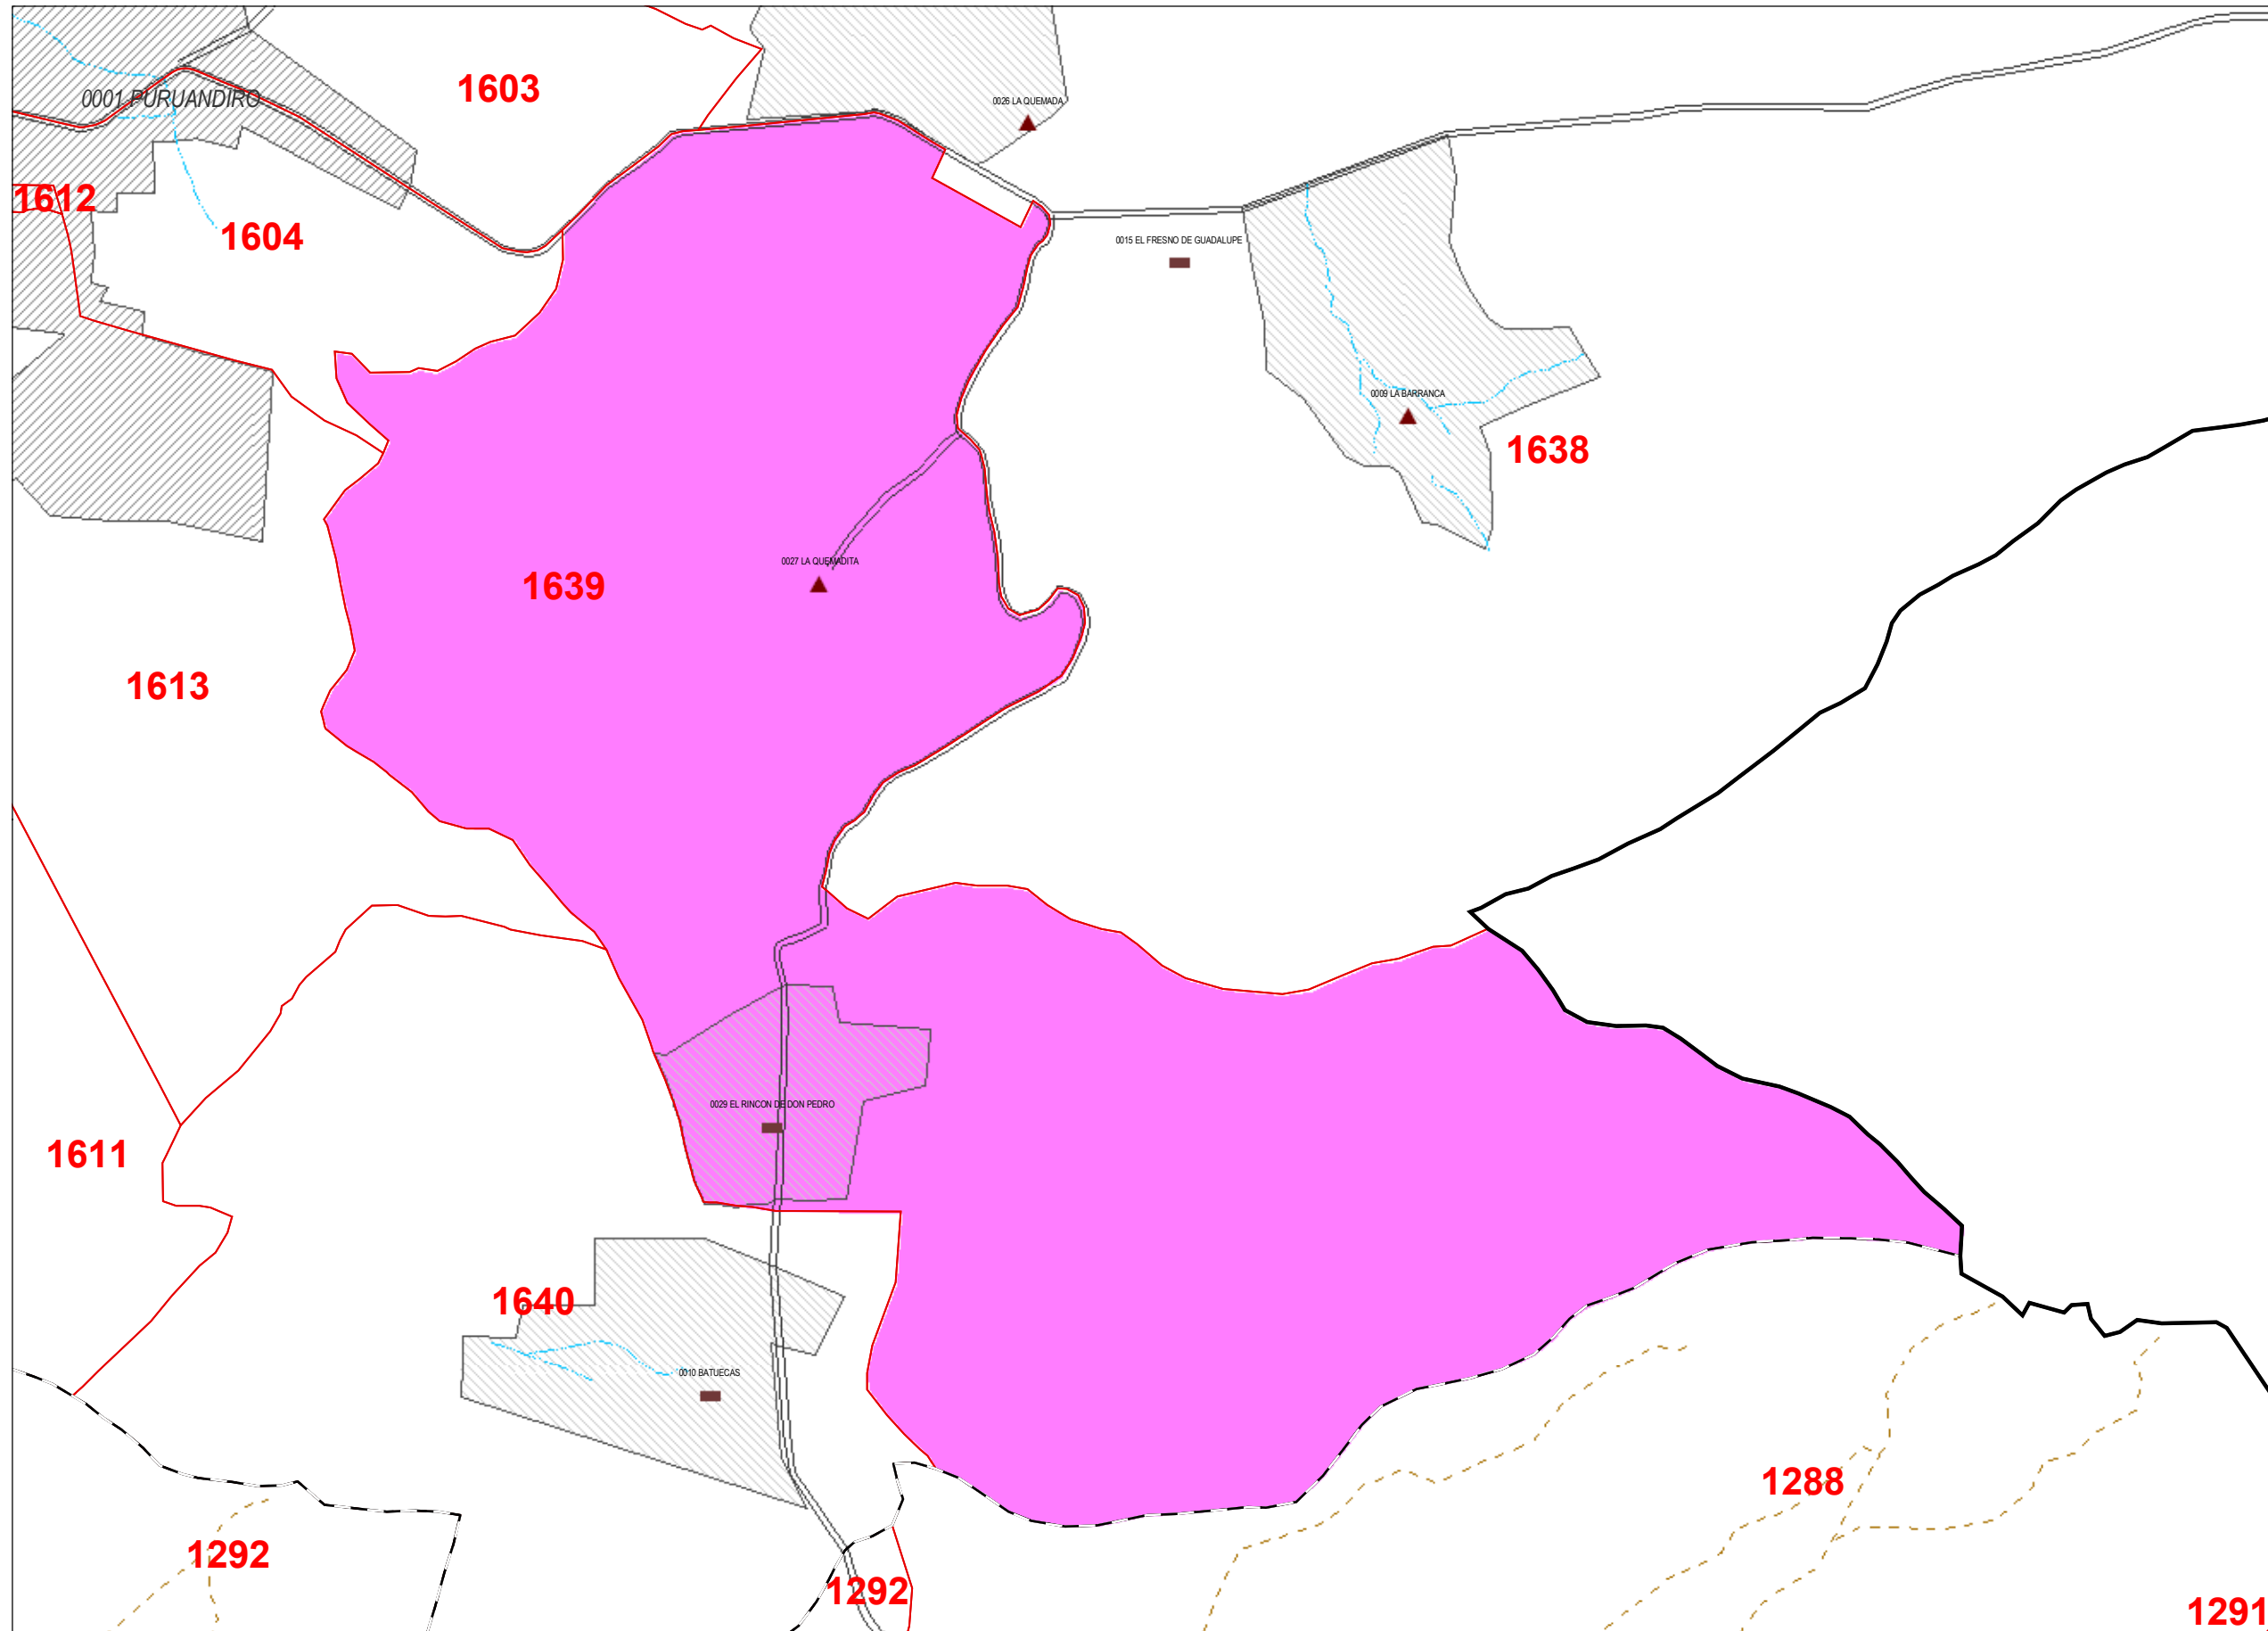 1603
0001 PURUANDIRO
0026 LA QUEMADA
1612
1604
0015 EL FRESNO DE GUADALUPE
0009 LA BARRANCA
1638
0027 LA QUEMADITA
1639
1613
0029 EL RINCON DE DON PEDRO
1611
1640
0010 BATUECAS
1288
1292
1292
1291